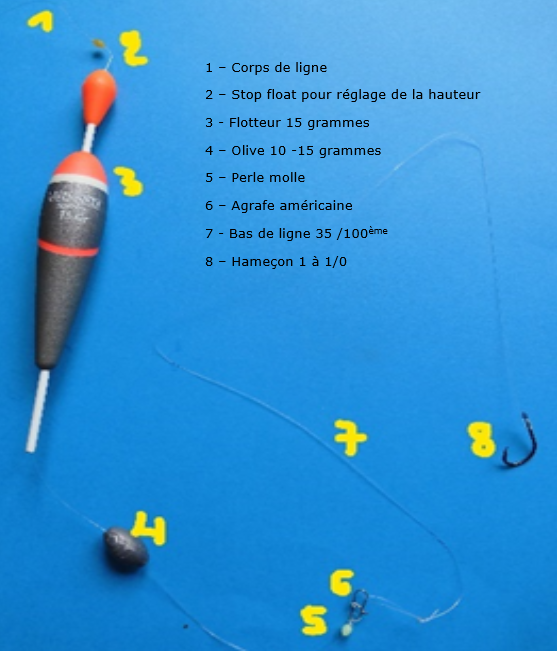 1
2
1 – Corps de ligne
2 – Stop float pour réglage de la hauteur
3 - Flotteur 15 grammes
4 – Olive 10 -15 grammes
5 – Perle molle
6 – Agrafe américaine
7 - Bas de ligne 35 /100ème
8 – Hameçon 1 à 1/0
3
7
8
4
6
5